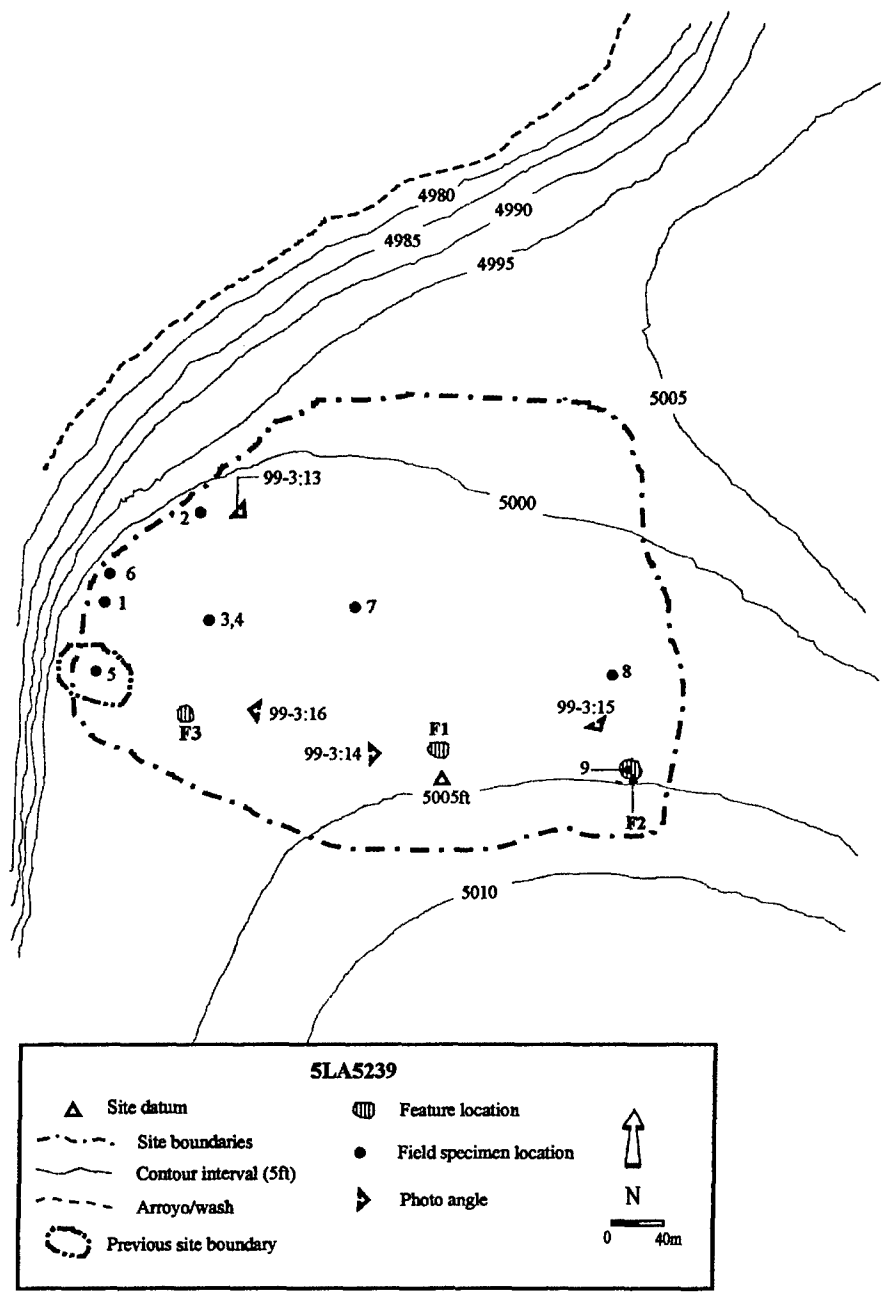 4980
4990
4985
4995
5005
99-3:13
5000
2
6
1
3,4
7
5
8
99-3:15
99-3:16
F3
F1
99-3:14
9
5005ft
F2
5010
5LA5239
Site datum
Feature location
Site boundaries
Field specimen location
Contour interval (5ft)
Photo angle
Arroyo/wash
N
Previous site boundary
0 40m